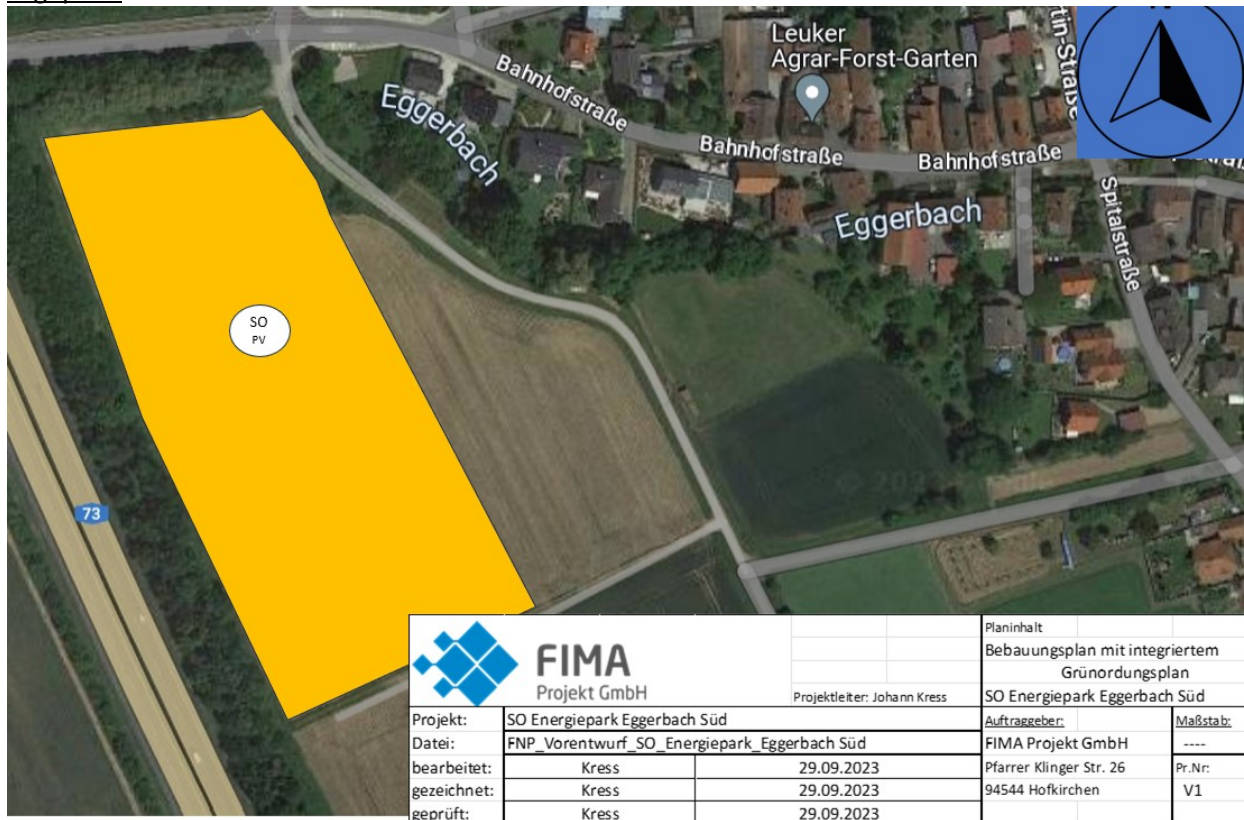 Leuker
Agrar-Forst-Garten
Bahnhofstraße
Eggerbach
Bahnhofstraße
Bahnhofstraße
Eggerbach
Spitalstraße
tin-Straße
SO
PV
73
FIMA
Projekt GmbH
Projektleiter: Johann Kress
Planinhalt
Bebauungsplan mit integriertem
Grünordungsplan
SO Energiepark Eggerbach Süd
Projekt: SO Energiepark Eggerbach Süd
Auftraggeber: Maßstab:
Datei: FNP_Vorentwurf_SO_Energiepark_Eggerbach Süd
FIMA Projekt GmbH ----
bearbeitet: Kress 29.09.2023
Pfarrer Klinger Str. 26 Pr.Nr:
gezeichnet: Kress 29.09.2023
94544 Hofkirchen V1
geprüft: Kress 29.09.2023